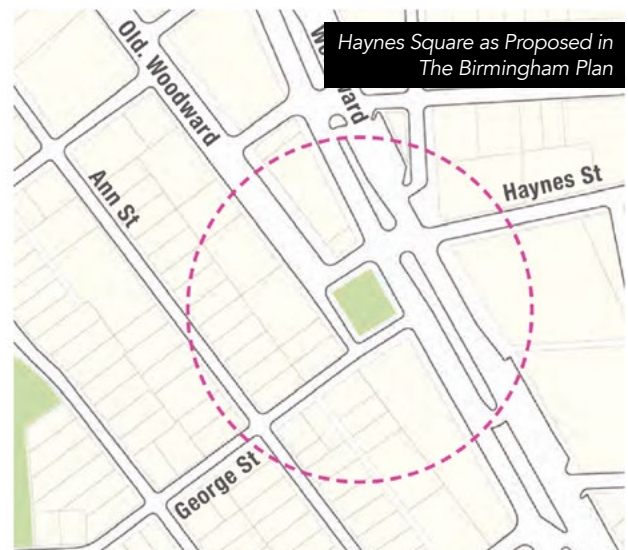 Haynes Square as Proposed in
The Birmingham Plan
Old. Woodward
Ann St
Haynes St
George St